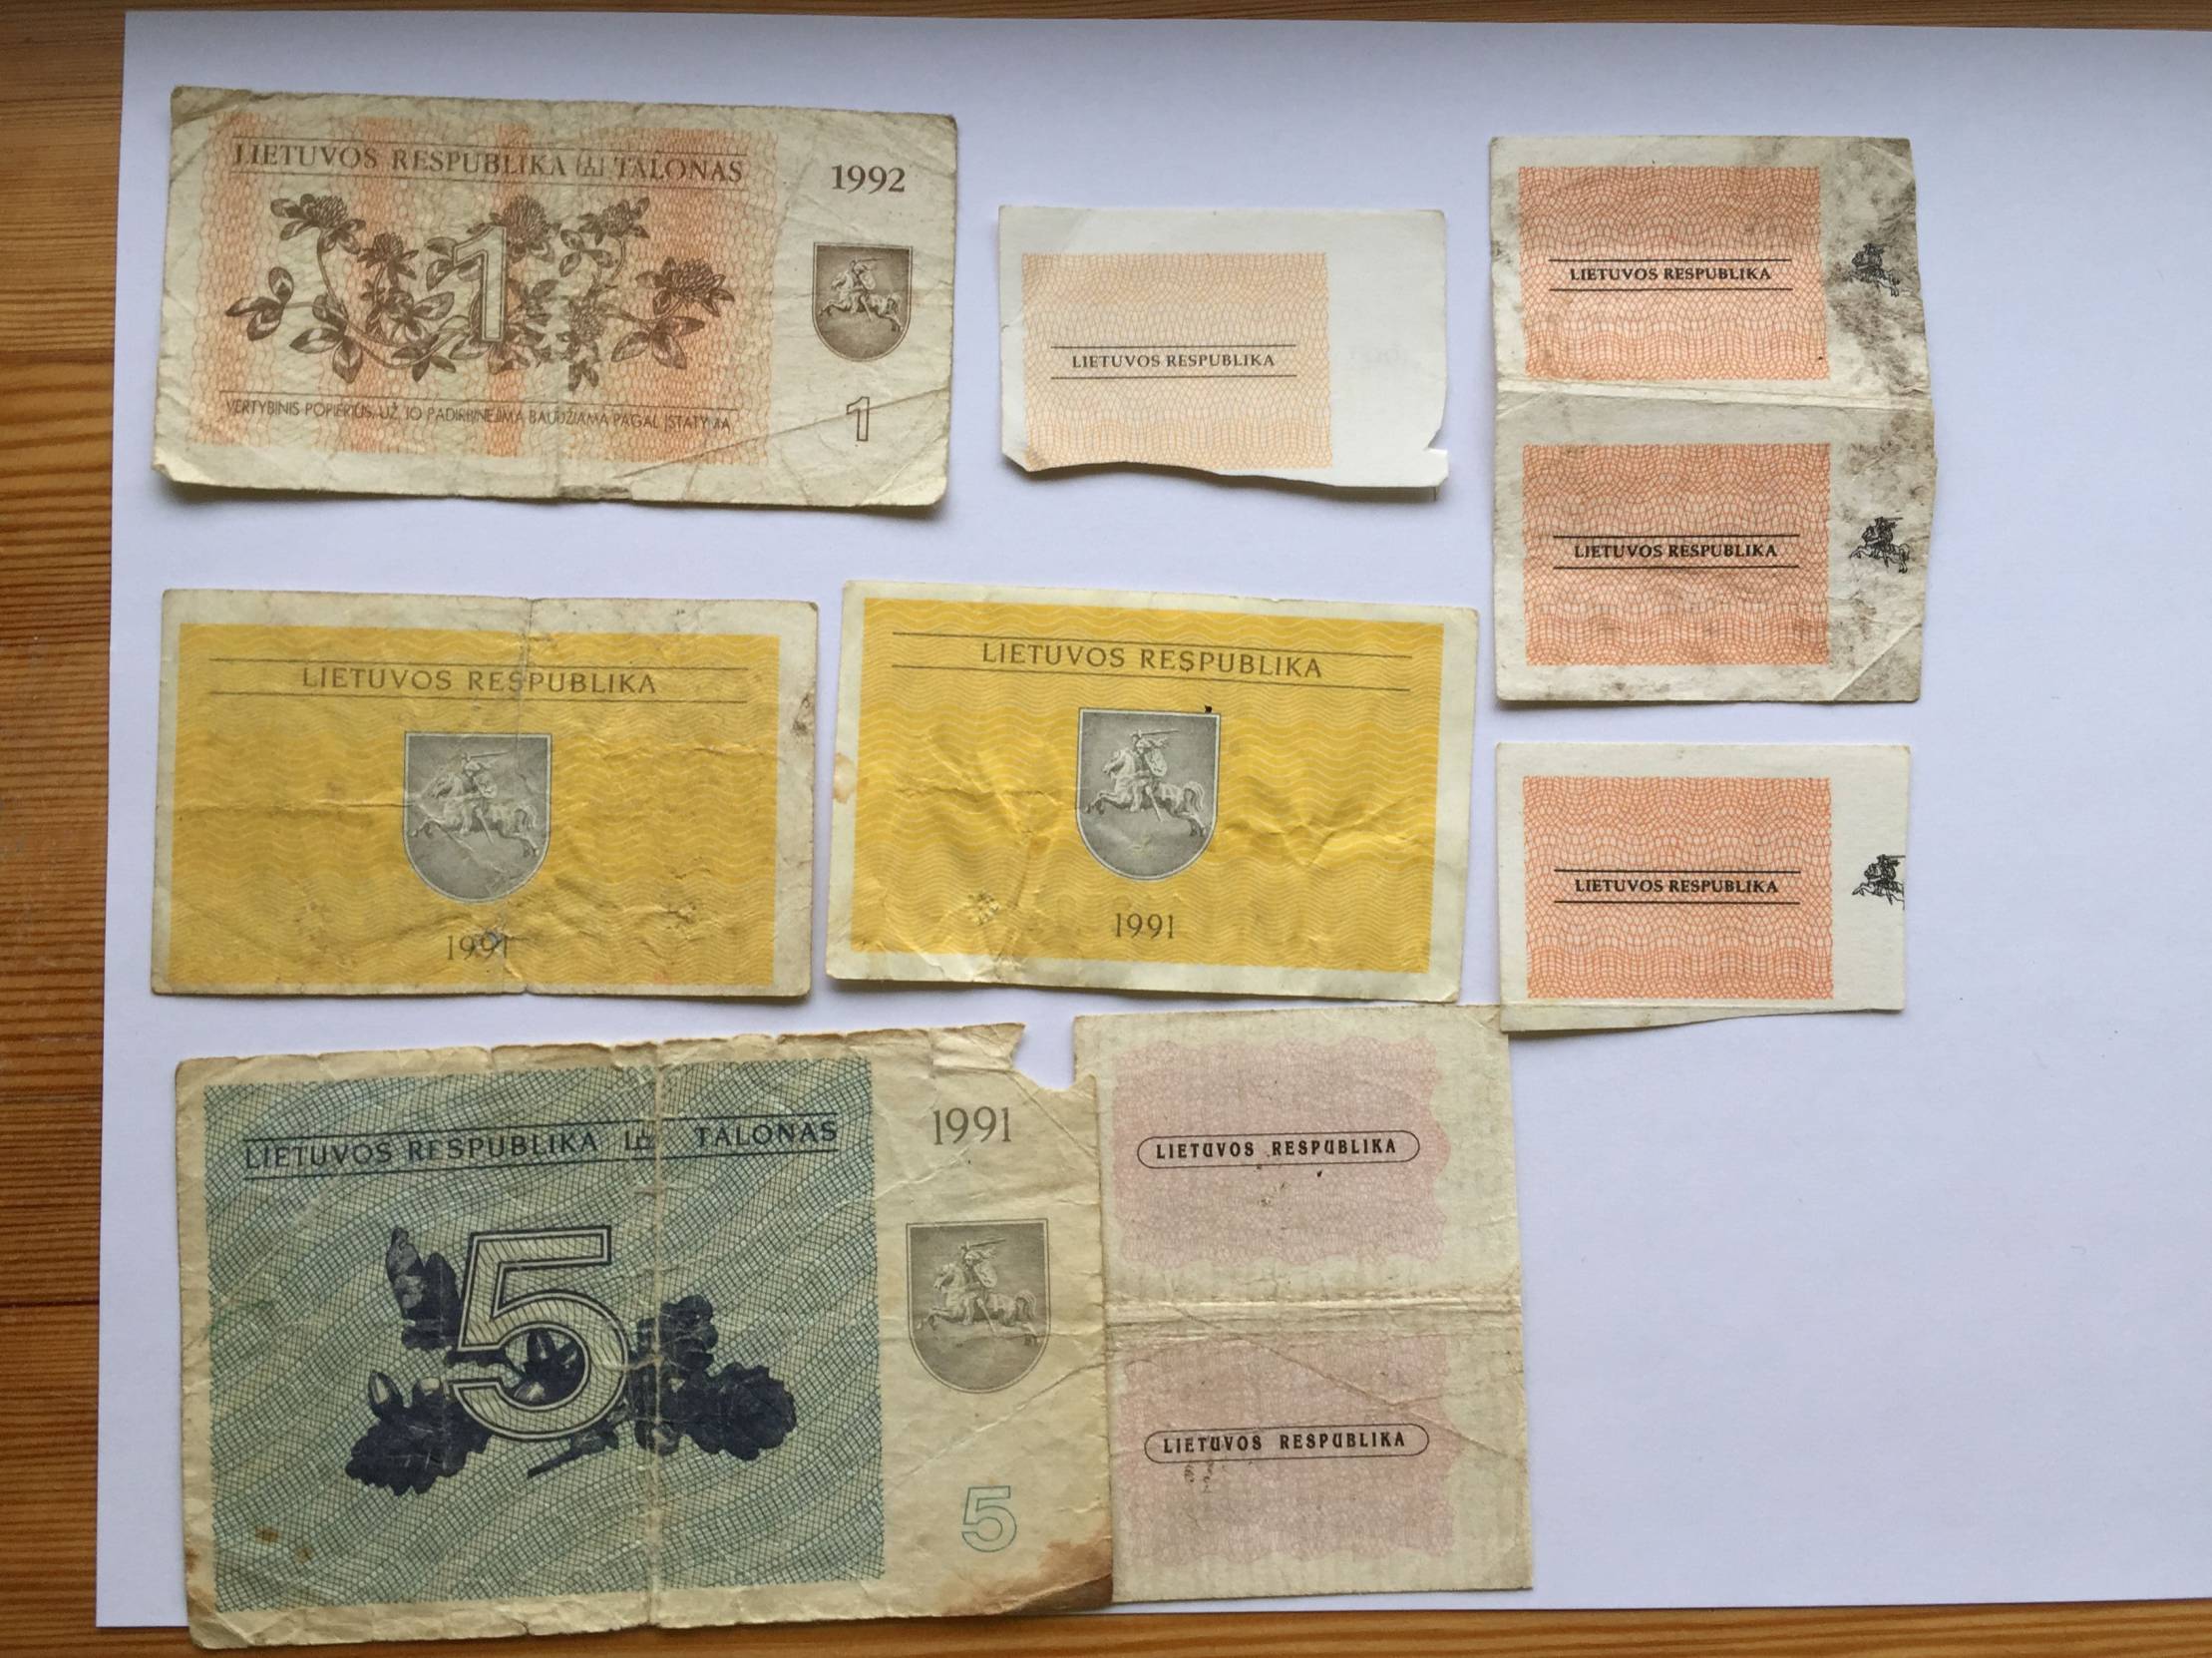 LIETUVOS RESPUBLIKA TALONAS
1992
1
VERTYBINIS POPIERIUS, UŽ JO PADIRBINĖJIMĄ BAUDŽIAMA PAGAL ĮSTATYMĄ
1
LIETUVOS RESPUBLIKA
LIETUVOS RESPUBLIKA
LIETUVOS RESPUBLIKA
LIETUVOS RESPUBLIKA
1991
LIETUVOS RESPUBLIKA
1991
LIETUVOS RESPUBLIKA
LIETUVOS RESPUBLIKA TALONAS
1991
5
5
LIETUVOS RESPUBLIKA
LIETUVOS RESPUBLIKA